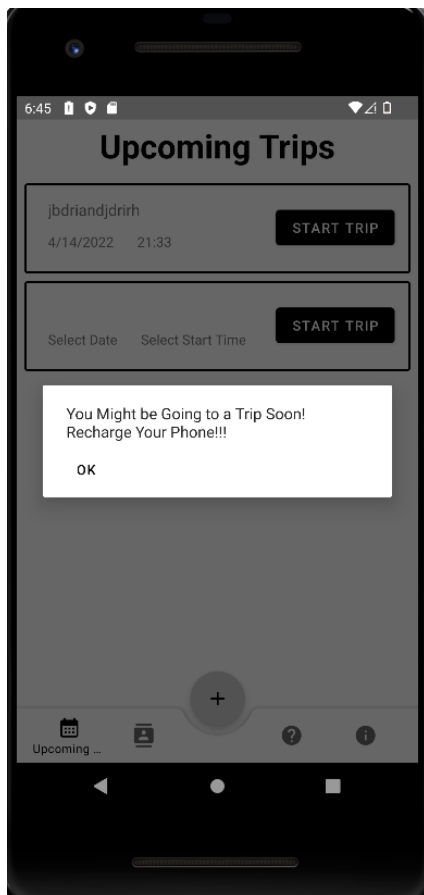 6:45
Upcoming Trips
jbdriandjdrirh
4/14/2022 21:33
START TRIP
START TRIP
Select Date Select Start Time
You Might be Going to a Trip Soon!
Recharge Your Phone!!!
OK
+
Upcoming ...